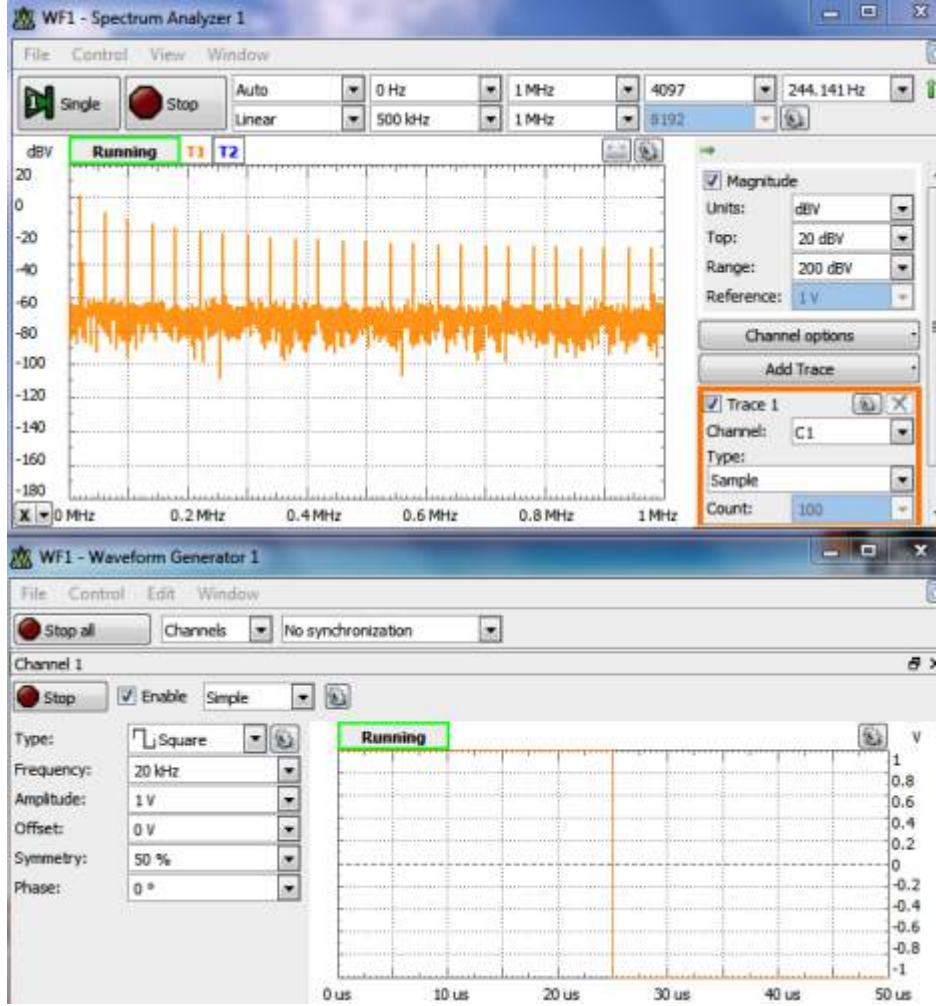 WF1 - Spectrum Analyzer 1
File Control View Window
Single Stop Auto 0 Hz 1 MHz 4097 244.141 Hz
Linear 500 kHz 1 MHz 8192
dBV Running T1 T2
20
0
-20
-40
-60
-80
-100
-120
-140
-160
-180
X 0 MHz 0.2 MHz 0.4 MHz 0.6 MHz 0.8 MHz 1 MHz
Magnitude
Units: dBV
Top: 20 dBV
Range: 200 dBV
Reference: 1 V
Channel options
Add Trace
Trace 1
Channel: C1
Type:
Sample
Count: 100
WF1 - Waveform Generator 1
File Control Edit Window
Stop all Channels No synchronization
Channel 1
Stop Enable Simple
Type: Square
Frequency: 20 kHz
Amplitude: 1 V
Offset: 0 V
Symmetry: 50 %
Phase: 0 °
Running V
1
0.8
0.6
0.4
0.2
0
-0.2
-0.4
-0.6
-0.8
-1
0 us 10 us 20 us 30 us 40 us 50 us